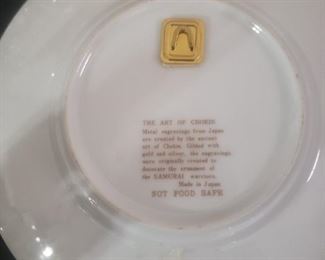 THE ART OF CHOKIN
Metal engravings from Japan
are created by the ancient
art of Chokin. Gilded with
gold and silver, the engravings
were originally created to
decorate the ornament of
the SAMURAI warriors.
Made in Japan
NOT FOOD SAFE